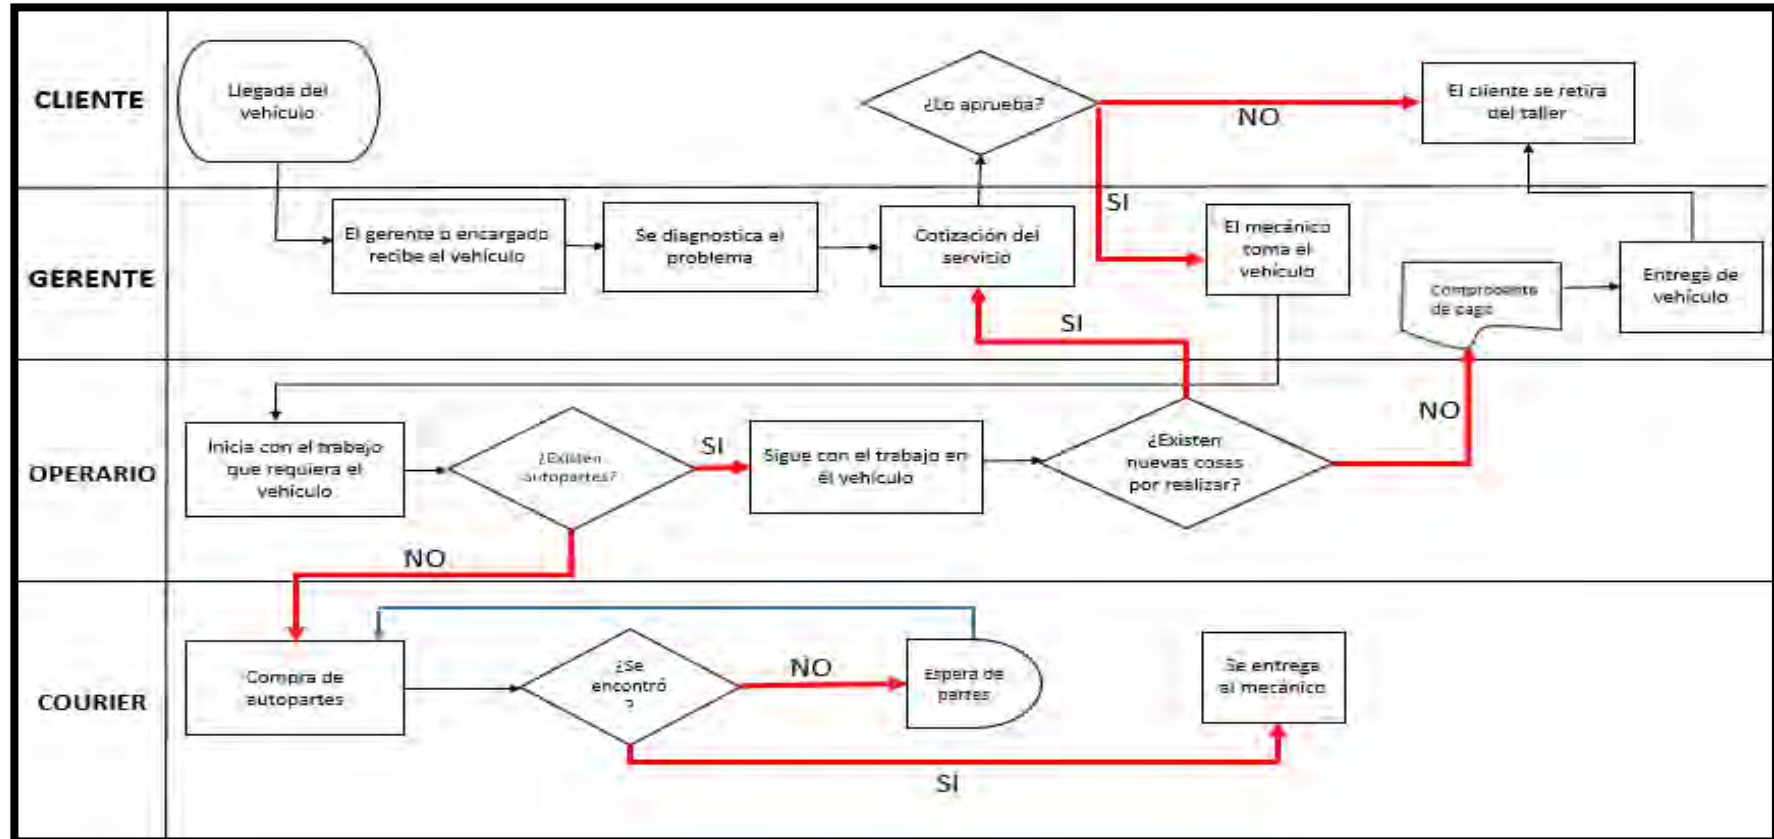 CLIENTE
Llegada del
vehículo
¿Lo aprueba?
NO
El cliente se retira
del taller
SI
GERENTE
El gerente o encargado
recibe el vehículo
Se diagnostica el
problema
Cotización del
servicio
El mecánico
toma el
vehículo
Comprobante
de pago
Entrega de
vehículo
SI
NO
OPERARIO
Inicia con el trabajo
que requiera el
vehículo
¿Existen
autopartes?
SI
Sigue con el trabajo en
él vehículo
¿Existen
nuevas cosas
por realizar?
NO
COURIER
Compra de
autopartes
¿Se
encontró
?
NO
Espera de
partes
Se entrega
al mecánico
SI